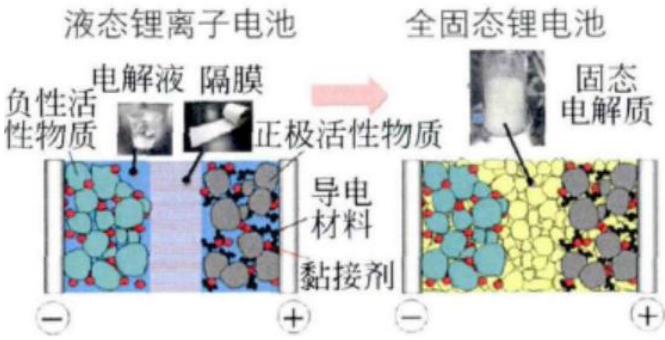 液态锂离子电池
全固态锂电池
电解液
隔膜
负性活
性物质
正极活性物质
导电
材料
黏接剂
固态
电解质
−
+
−
+